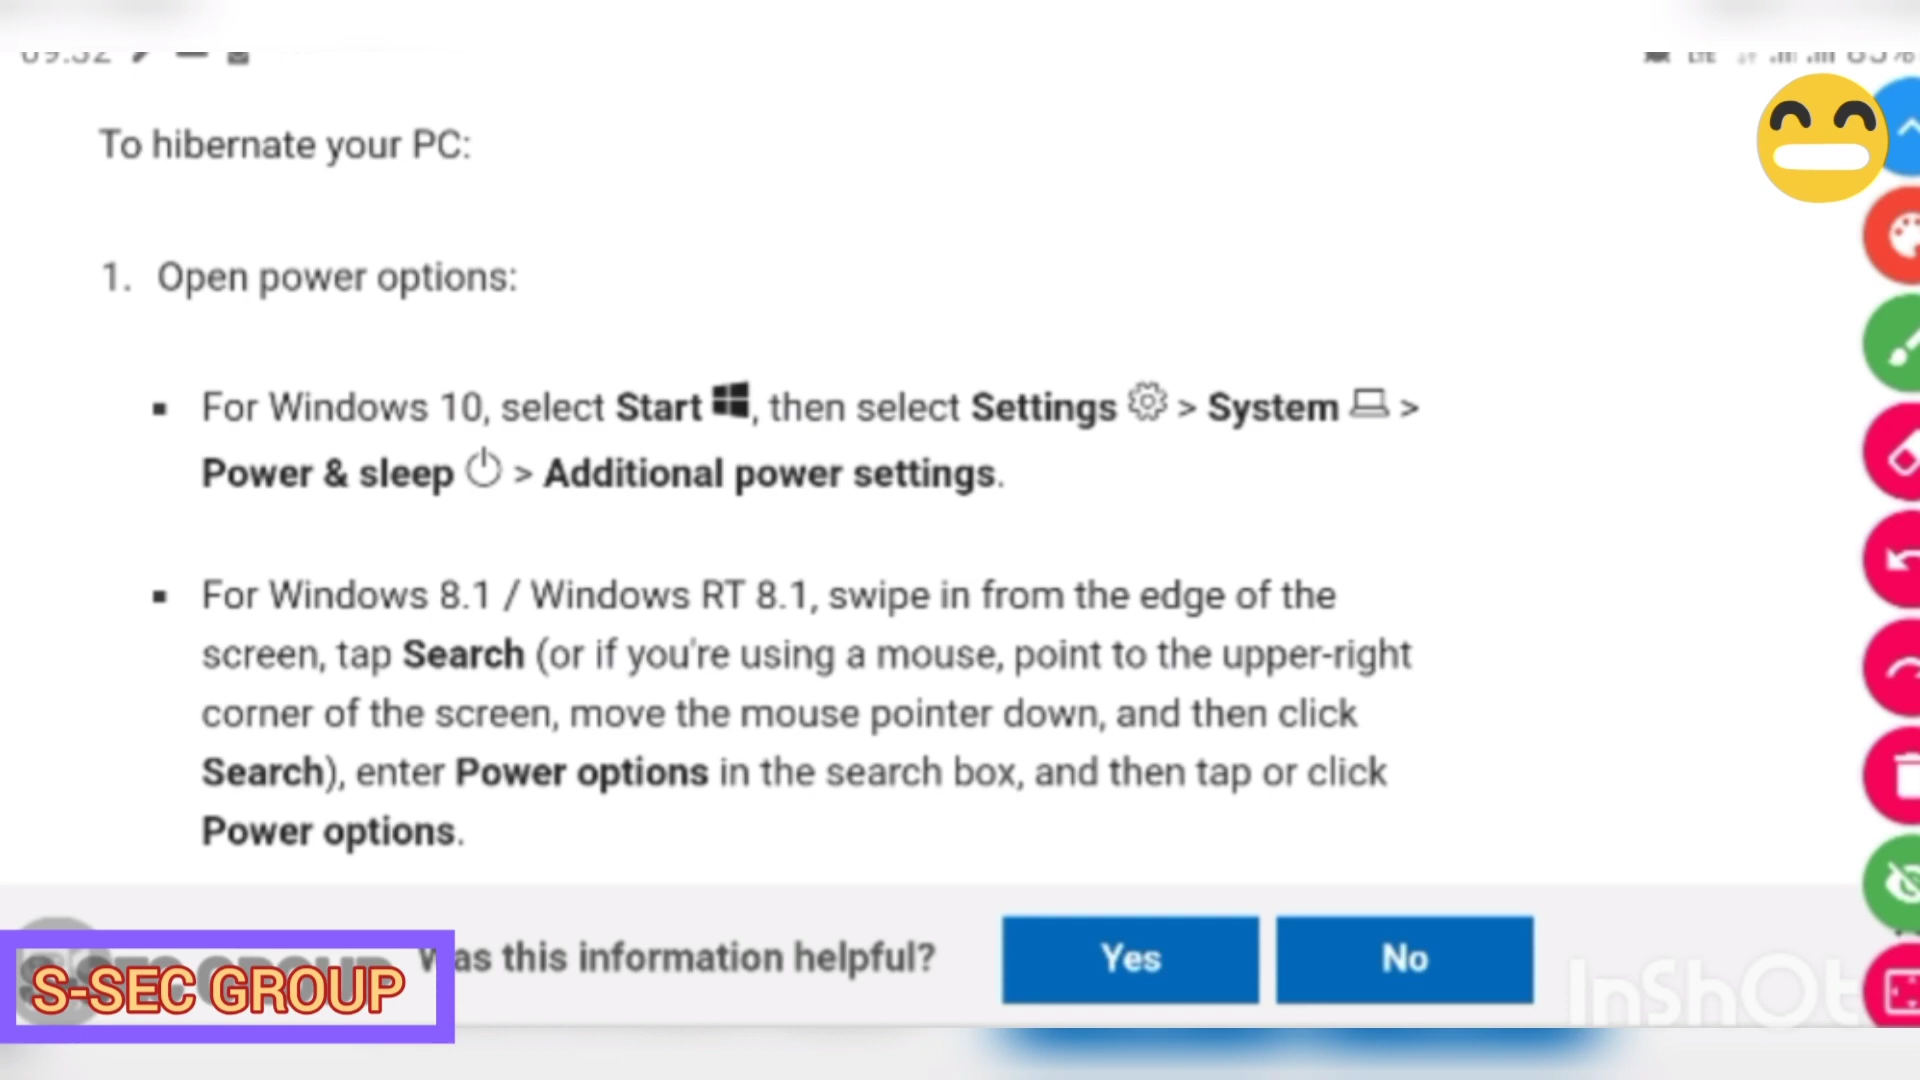 To hibernate your PC:
1. Open power options:
▪ For Windows 10, select Start , then select Settings > System >
Power & sleep > Additional power settings.
▪ For Windows 8.1 / Windows RT 8.1, swipe in from the edge of the
screen, tap Search (or if you're using a mouse, point to the upper-right
corner of the screen, move the mouse pointer down, and then click
Search), enter Power options in the search box, and then tap or click
Power options.
Was this information helpful?
Yes
No
S-SEC GROUP
InShOt